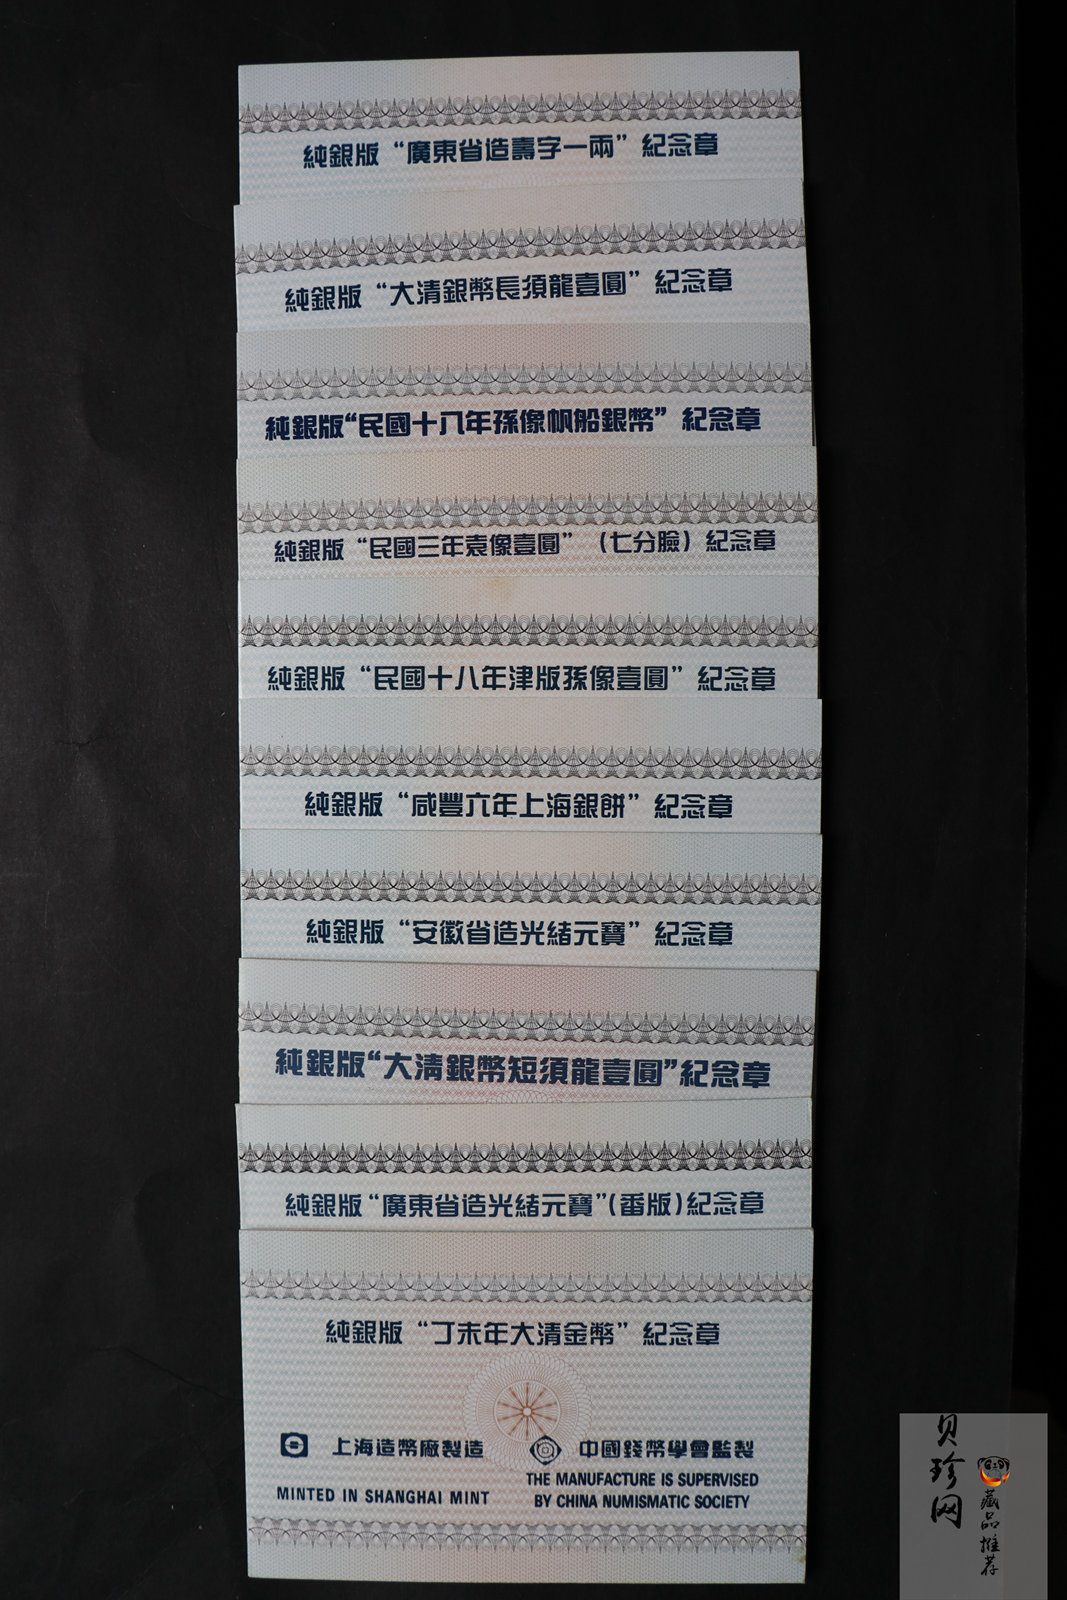 純銀版“廣東省造壽字一兩”紀念章
純銀版“大清銀幣長須龍壹圓”紀念章
純銀版“民國十八年孫像帆船銀幣”紀念章
純銀版“民國三年袁像壹圓”(七分臉)紀念章
純銀版“民國十八年津版孫像壹圓”紀念章
純銀版“咸豐六年上海銀餅”紀念章
純銀版“安徽省造光緒元寶”紀念章
純銀版“大清銀幣短須龍壹圓”紀念章
純銀版“廣東省造光緒元寶”(番版)紀念章
純銀版“丁未年大清金幣”紀念章
上海造幣廠製造
MINTED IN SHANGHAI MINT
中國錢幣學會監製
THE MANUFACTURE IS SUPERVISED
BY CHINA NUMISMATIC SOCIETY
贝珍网
藏品推荐